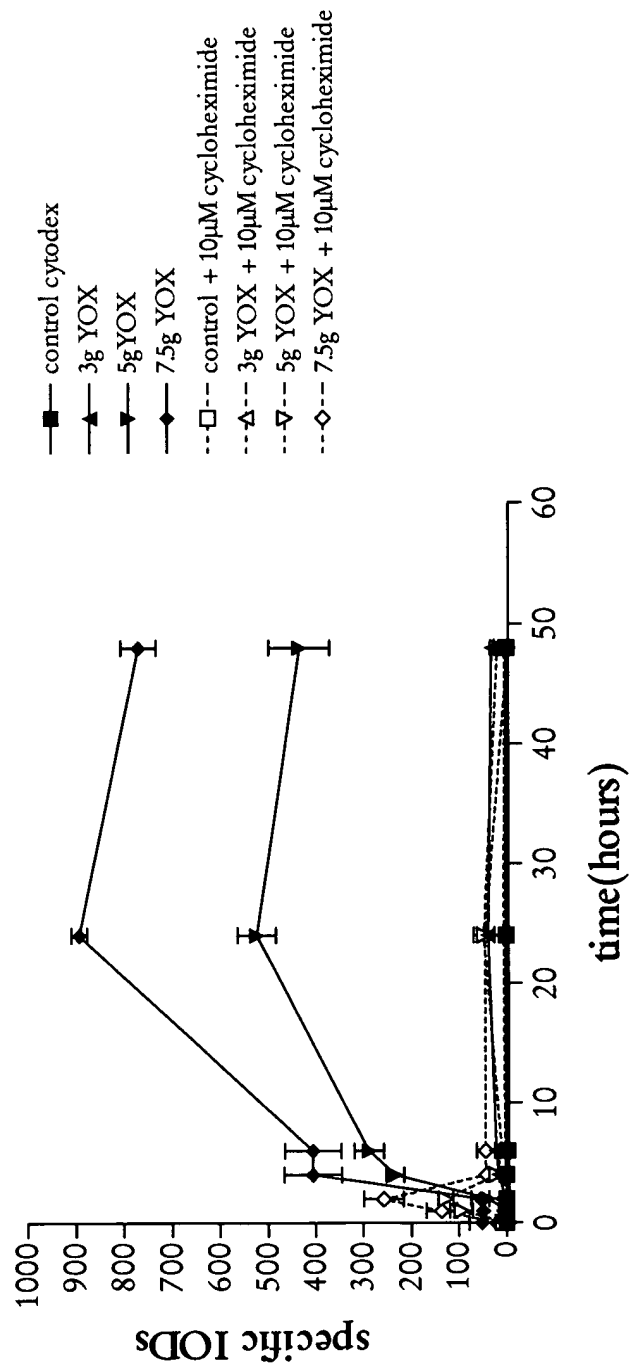 specific IODs
1000
900
800
700
600
500
400
300
200
100
0
0
10
20
30
40
50
60
time(hours)
control cytodex
3g YOX
5gYOX
7.5g YOX
control + 10µM cycloheximide
3g YOX + 10µM cycloheximide
5g YOX + 10µM cycloheximide
7.5g YOX + 10µM cycloheximide